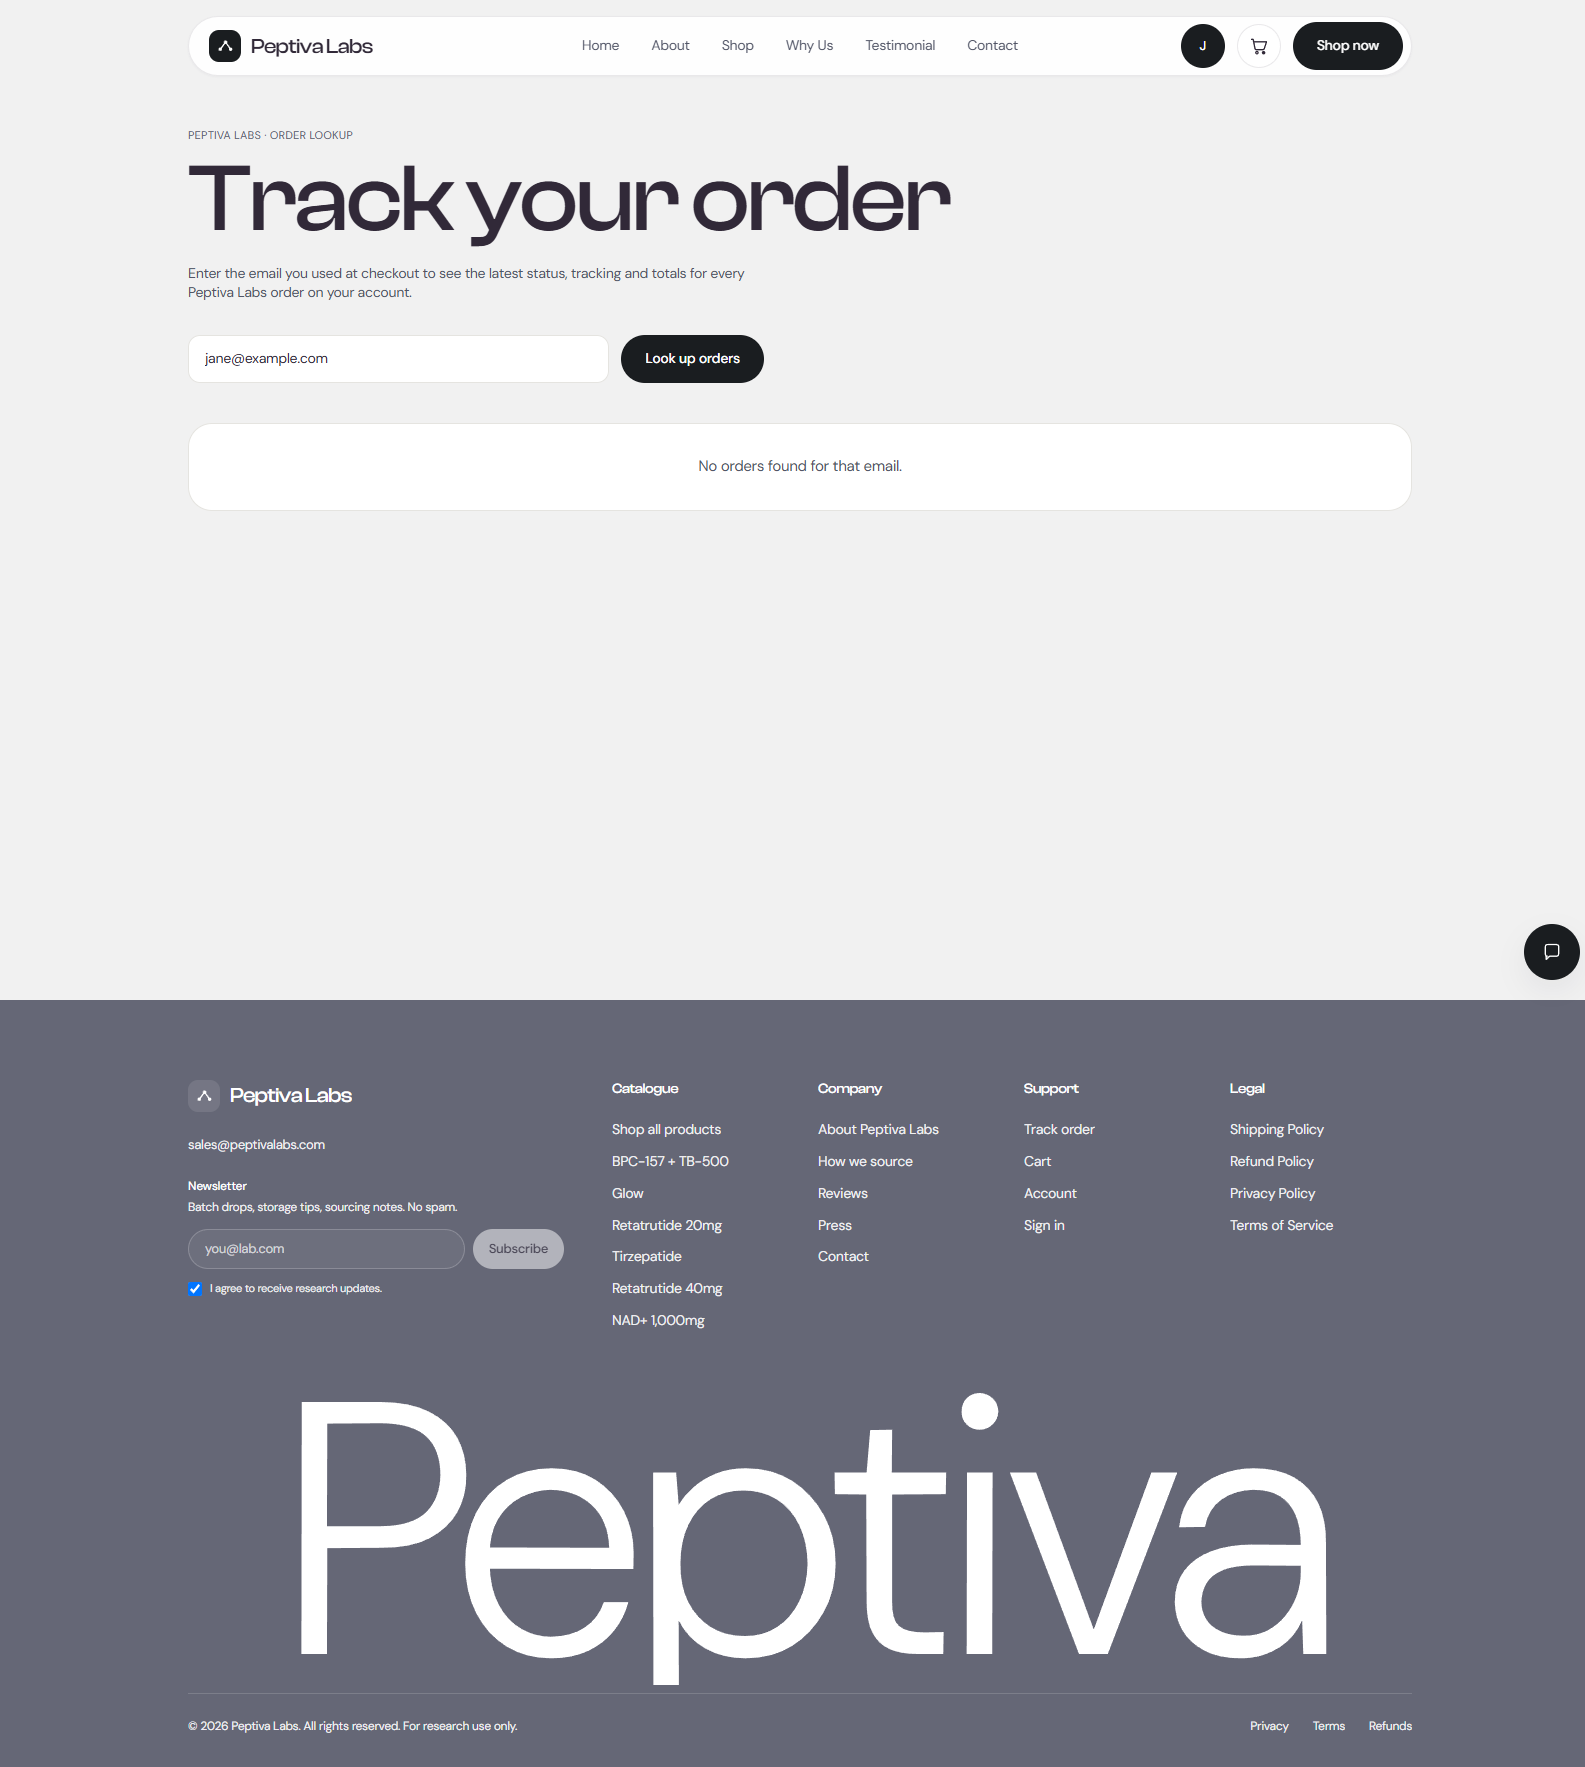 Peptiva Labs
Home
About
Shop
Why Us
Testimonial
Contact
J
Shop now
PEPTIVA LABS · ORDER LOOKUP
Track your order
Enter the email you used at checkout to see the latest status, tracking and totals for every
Peptiva Labs order on your account.
jane@example.com
Look up orders
No orders found for that email.
Peptiva Labs
sales@peptivalabs.com
Newsletter
Batch drops, storage tips, sourcing notes. No spam.
you@lab.com
Subscribe
I agree to receive research updates.
Catalogue
Shop all products
BPC-157 + TB-500
Glow
Retatrutide 20mg
Tirzepatide
Retatrutide 40mg
NAD+ 1,000mg
Company
About Peptiva Labs
How we source
Reviews
Press
Contact
Support
Track order
Cart
Account
Sign in
Legal
Shipping Policy
Refund Policy
Privacy Policy
Terms of Service
Peptiva
© 2026 Peptiva Labs. All rights reserved. For research use only.
Privacy
Terms
Refunds